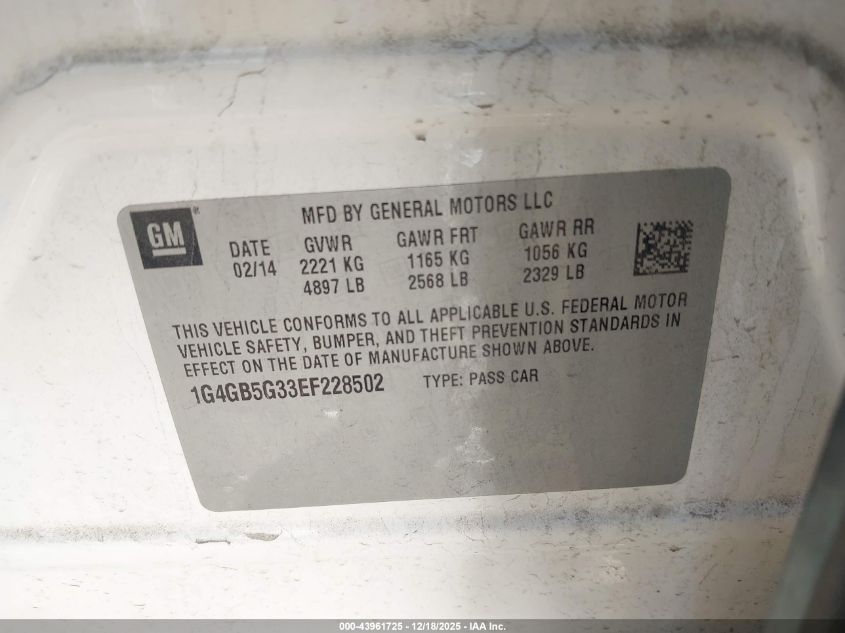 GM ®
MFD BY GENERAL MOTORS LLC
DATE GVWR GAWR FRT GAWR RR
02/14 2221 KG 1165 KG 1056 KG
4897 LB 2568 LB 2329 LB
THIS VEHICLE CONFORMS TO ALL APPLICABLE U.S. FEDERAL MOTOR
VEHICLE SAFETY, BUMPER, AND THEFT PREVENTION STANDARDS IN
EFFECT ON THE DATE OF MANUFACTURE SHOWN ABOVE.
1G4GB5G33EF228502 TYPE: PASS CAR
000-43961725 - 12/18/2025 - IAA Inc.